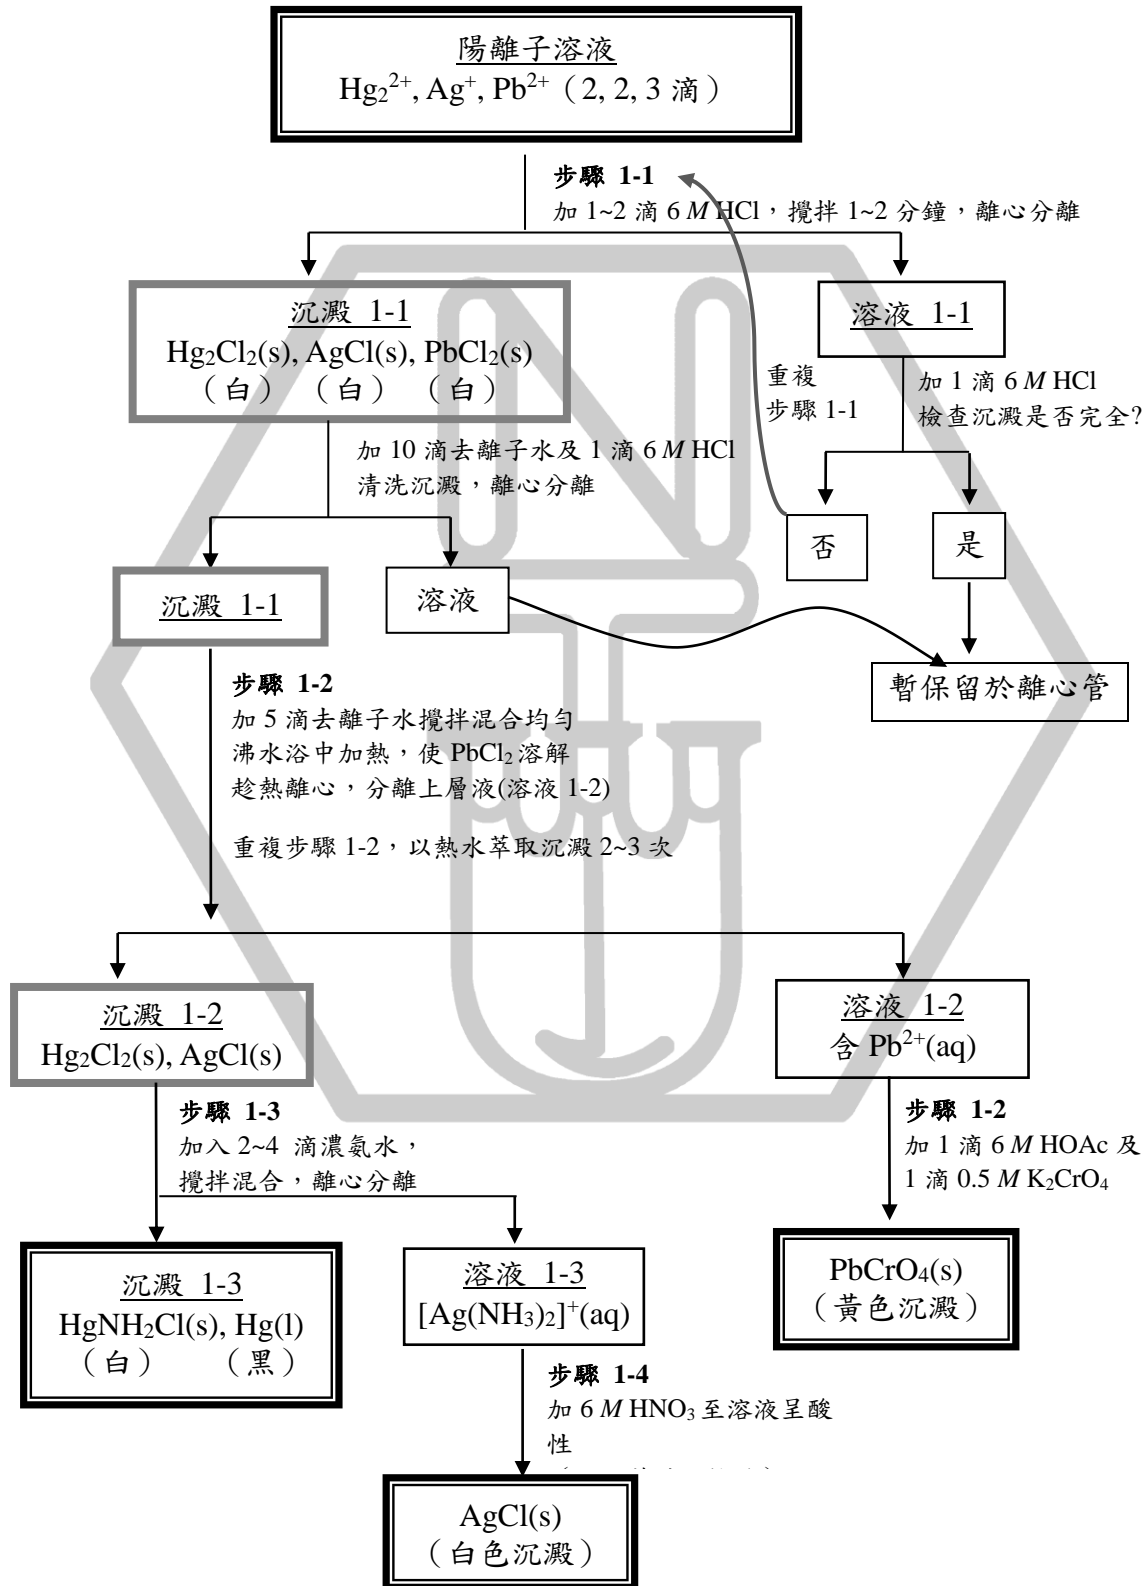 陽離子溶液
Hg₂²⁺, Ag⁺, Pb²⁺（2, 2, 3 滴）
步驟 1-1
加 1~2 滴 6 M HCl，攪拌 1~2 分鐘，離心分離
沉澱 1-1
Hg₂Cl₂(s), AgCl(s), PbCl₂(s)
（白）（白）（白）
溶液 1-1
加 1 滴 6 M HCl
檢查沉澱是否完全?
重複
步驟 1-1
加 10 滴去離子水及 1 滴 6 M HCl
清洗沉澱，離心分離
否
是
沉澱 1-1
溶液
暫保留於離心管
步驟 1-2
加 5 滴去離子水攪拌混合均勻
沸水浴中加熱，使 PbCl₂ 溶解
趁熱離心，分離上層液(溶液 1-2)
重複步驟 1-2，以熱水萃取沉澱 2~3 次
沉澱 1-2
Hg₂Cl₂(s), AgCl(s)
溶液 1-2
含 Pb²⁺(aq)
步驟 1-3
加入 2~4 滴濃氨水，
攪拌混合，離心分離
步驟 1-2
加 1 滴 6 M HOAc 及
1 滴 0.5 M K₂CrO₄
沉澱 1-3
HgNH₂Cl(s), Hg(l)
（白）（黑）
溶液 1-3
[Ag(NH₃)₂]⁺(aq)
PbCrO₄(s)
（黃色沉澱）
步驟 1-4
加 6 M HNO₃ 至溶液呈酸
性
AgCl(s)
（白色沉澱）